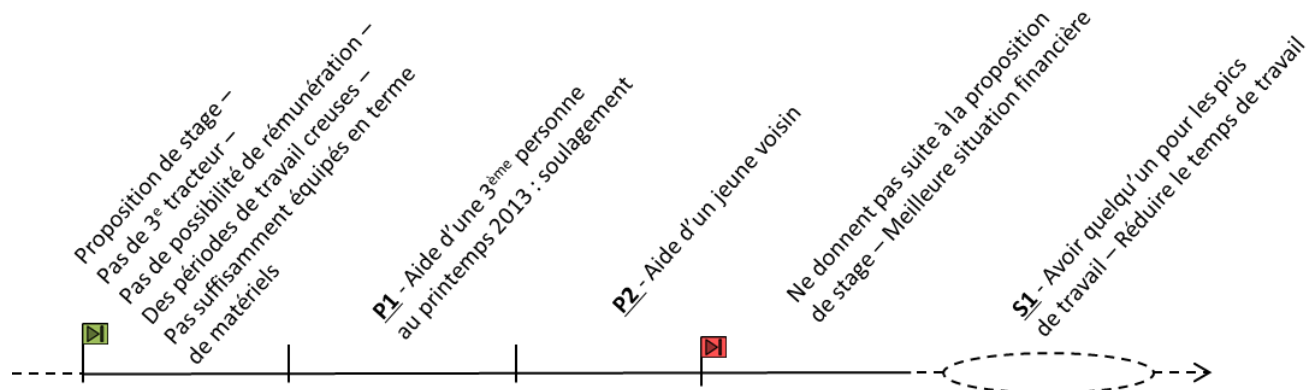 Proposition de stage –
Pas de 3e tracteur –
Pas de possibilité de rémunération –
Des périodes de travail creuses –
Pas suffisamment équipés en terme
de matériels
P1 - Aide d'une 3ème personne
au printemps 2013 : soulagement
P2 - Aide d'un jeune voisin
Ne donnent pas suite à la proposition
de stage – Meilleure situation financière
S1 - Avoir quelqu'un pour les pics
de travail – Réduire le temps de travail